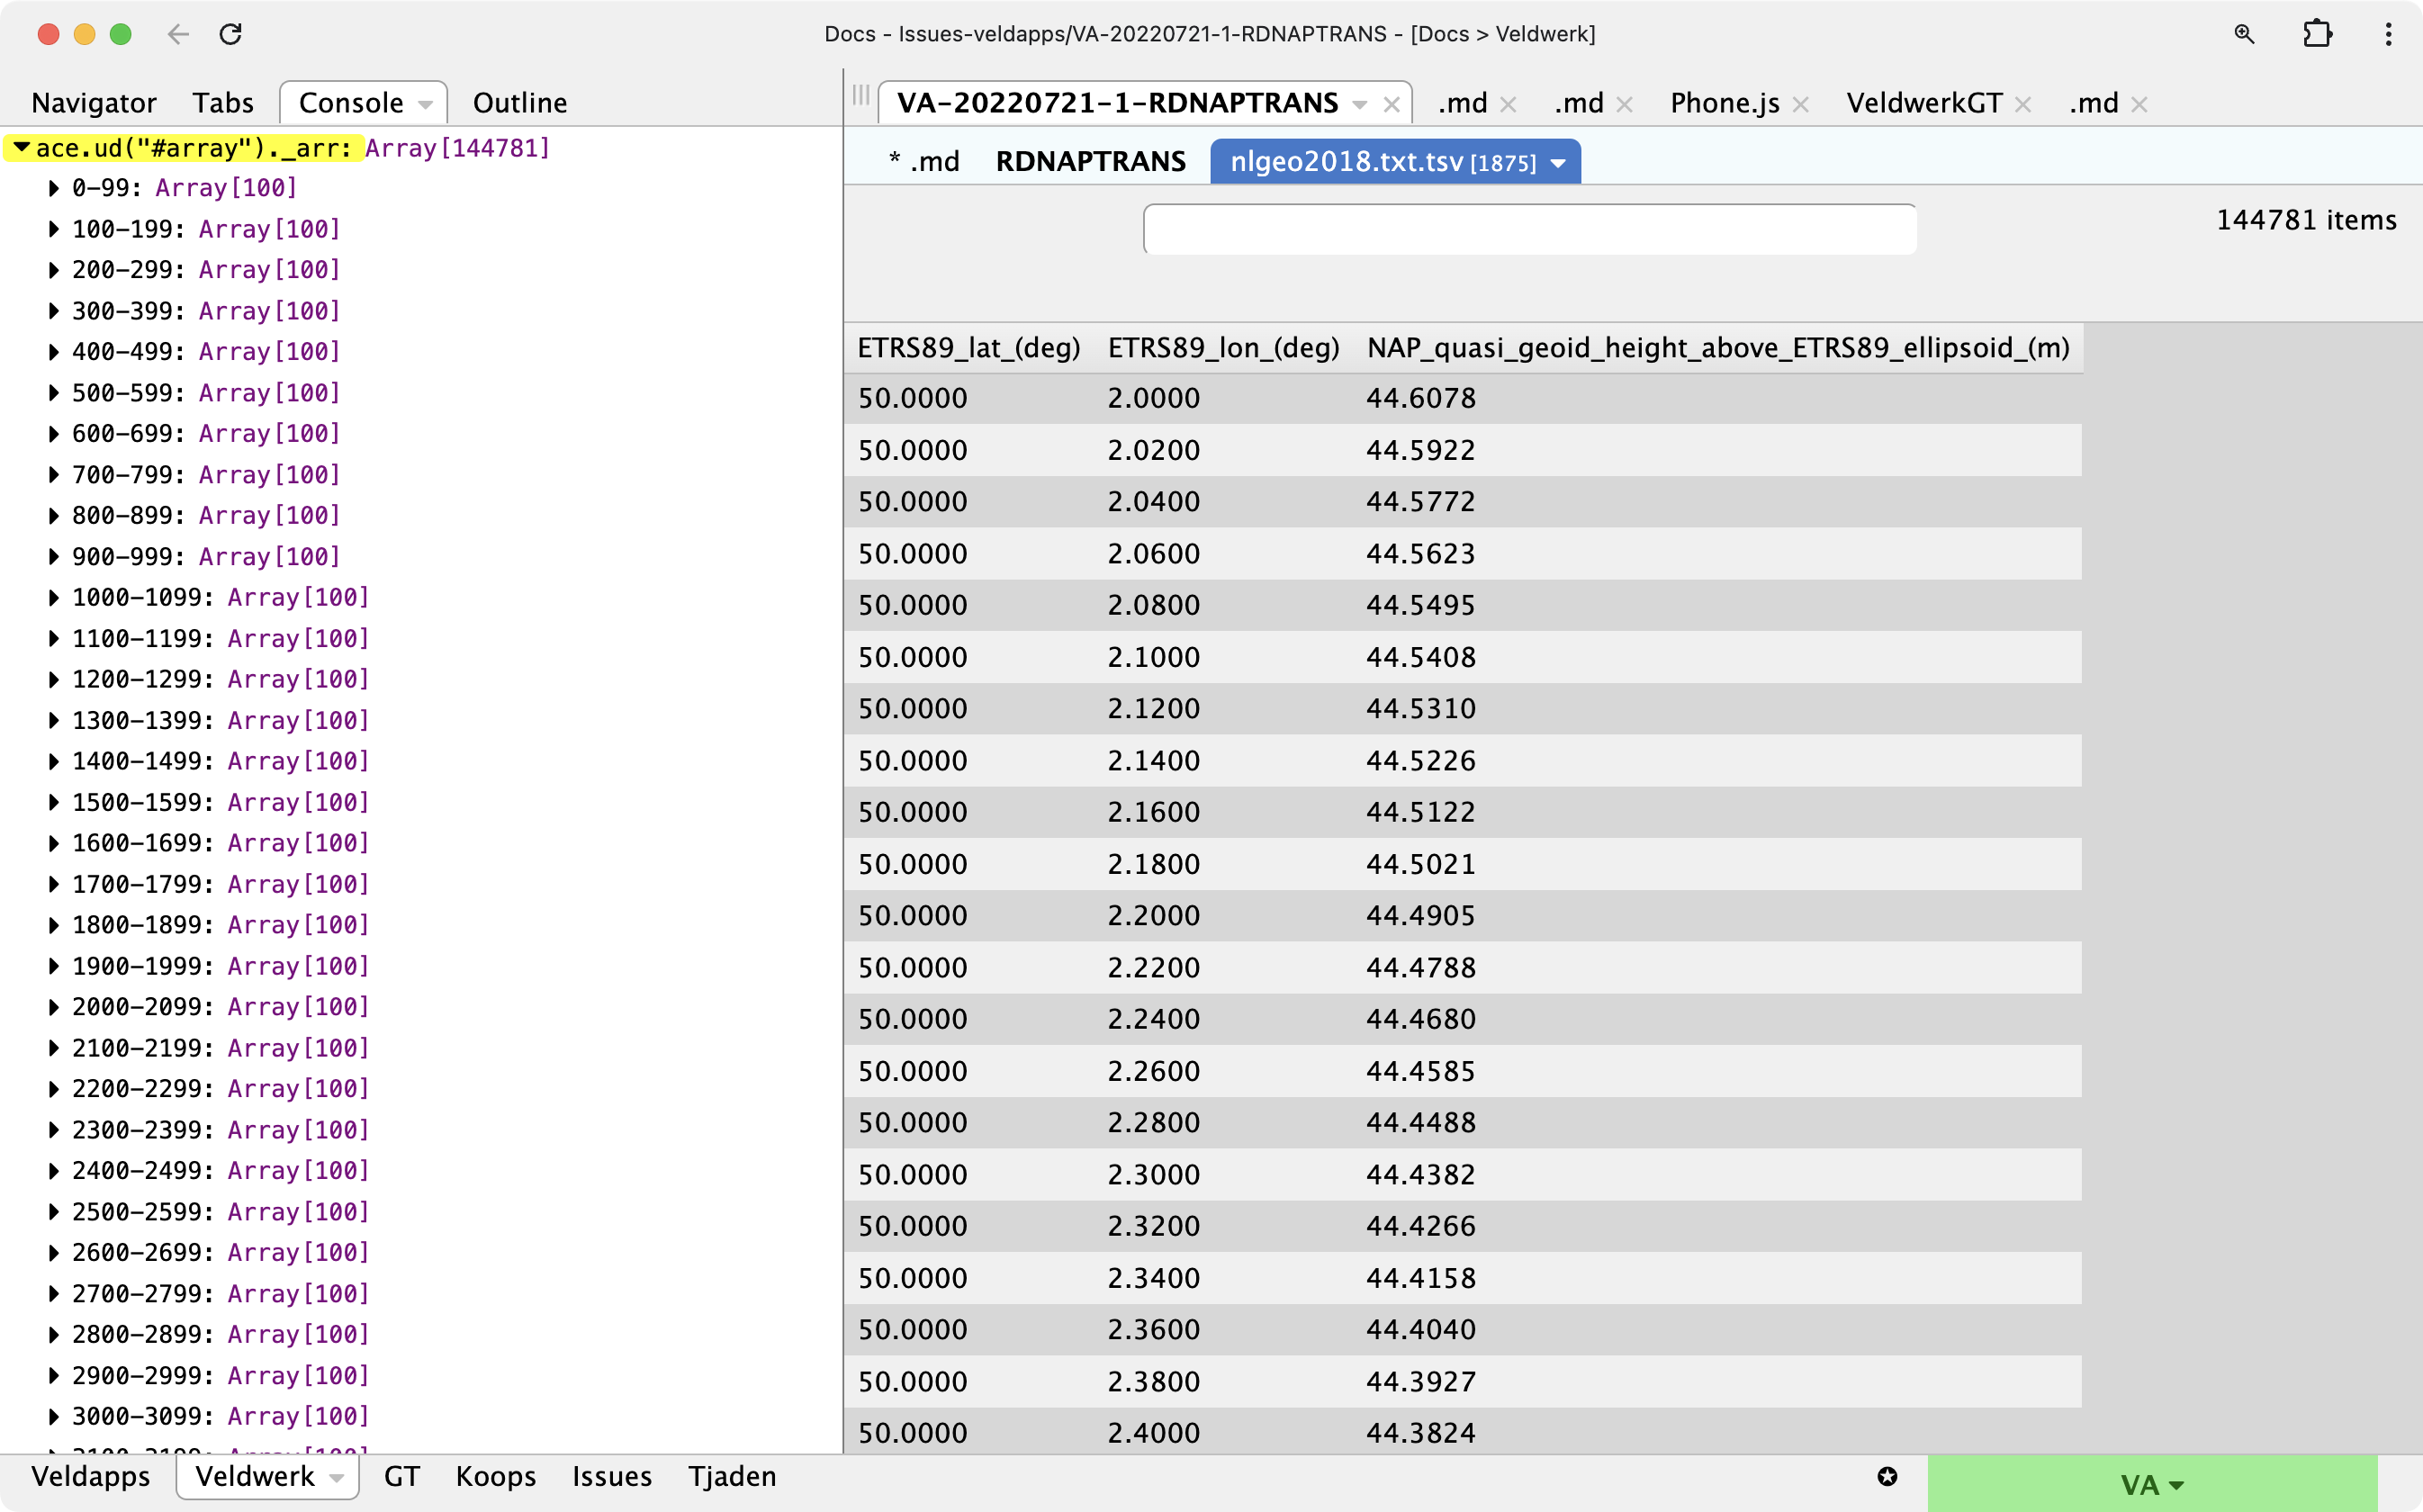 Docs - Issues-veldapps/VA-20220721-1-RDNAPTRANS - [Docs > Veldwerk]
Navigator Tabs Console Outline
ace.ud("#array")._arr: Array[144781]
0–99: Array[100]
100–199: Array[100]
200–299: Array[100]
300–399: Array[100]
400–499: Array[100]
500–599: Array[100]
600–699: Array[100]
700–799: Array[100]
800–899: Array[100]
900–999: Array[100]
1000–1099: Array[100]
1100–1199: Array[100]
1200–1299: Array[100]
1300–1399: Array[100]
1400–1499: Array[100]
1500–1599: Array[100]
1600–1699: Array[100]
1700–1799: Array[100]
1800–1899: Array[100]
1900–1999: Array[100]
2000–2099: Array[100]
2100–2199: Array[100]
2200–2299: Array[100]
2300–2399: Array[100]
2400–2499: Array[100]
2500–2599: Array[100]
2600–2699: Array[100]
2700–2799: Array[100]
2800–2899: Array[100]
2900–2999: Array[100]
3000–3099: Array[100]
VA-20220721-1-RDNAPTRANS .md .md Phone.js VeldwerkGT .md
* .md RDNAPTRANS nlgeo2018.txt.tsv [1875]
144781 items
ETRS89_lat_(deg) ETRS89_lon_(deg) NAP_quasi_geoid_height_above_ETRS89_ellipsoid_(m)
50.0000 2.0000 44.6078
50.0000 2.0200 44.5922
50.0000 2.0400 44.5772
50.0000 2.0600 44.5623
50.0000 2.0800 44.5495
50.0000 2.1000 44.5408
50.0000 2.1200 44.5310
50.0000 2.1400 44.5226
50.0000 2.1600 44.5122
50.0000 2.1800 44.5021
50.0000 2.2000 44.4905
50.0000 2.2200 44.4788
50.0000 2.2400 44.4680
50.0000 2.2600 44.4585
50.0000 2.2800 44.4488
50.0000 2.3000 44.4382
50.0000 2.3200 44.4266
50.0000 2.3400 44.4158
50.0000 2.3600 44.4040
50.0000 2.3800 44.3927
50.0000 2.4000 44.3824
Veldapps Veldwerk GT Koops Issues Tjaden
VA